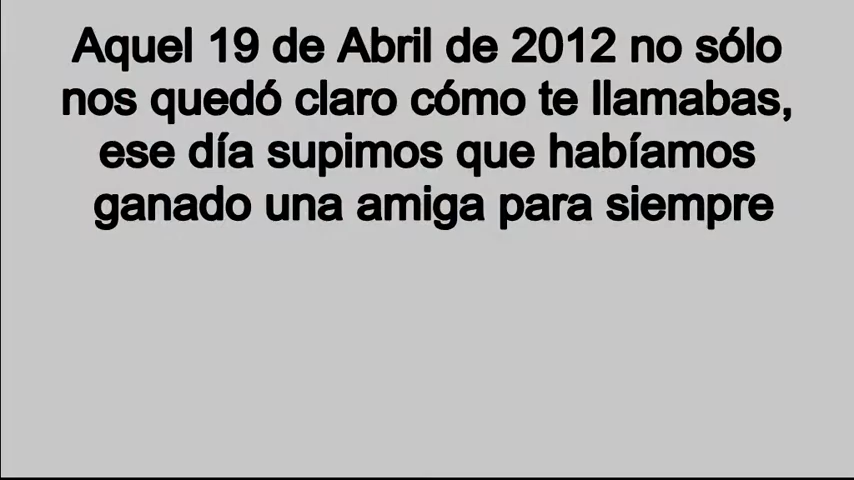 Aquel 19 de Abril de 2012 no sólo
nos quedó claro cómo te llamabas,
ese día supimos que habíamos
ganado una amiga para siempre